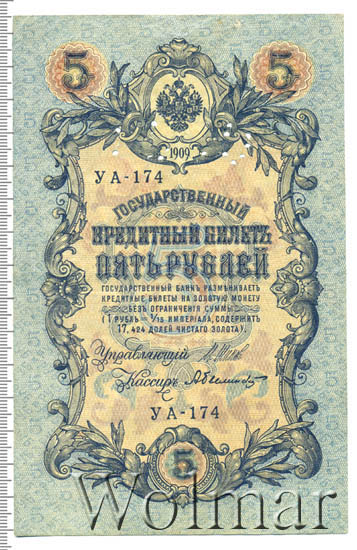 5 5
1909
УА-174
ГОСУДАРСТВЕННЫЙ
КРЕДИТНЫЙ БИЛЕТЪ
ПЯТЬ РУБЛЕЙ
ГОСУДАРСТВЕННЫЙ БАНКЪ РАЗМѢНИВАЕТЪ
КРЕДИТНЫЕ БИЛЕТЫ НА ЗОЛОТУЮ МОНЕТУ
БЕЗЪ ОГРАНИЧЕНІЯ СУММЫ
(1 РУБЛЬ = 1/15 ИМПЕРІАЛА, СОДЕРЖИТЪ
17,424 ДОЛЕЙ ЧИСТАГО ЗОЛОТА).
Управляющій
Кассиръ
УА-174
5
Wolmar